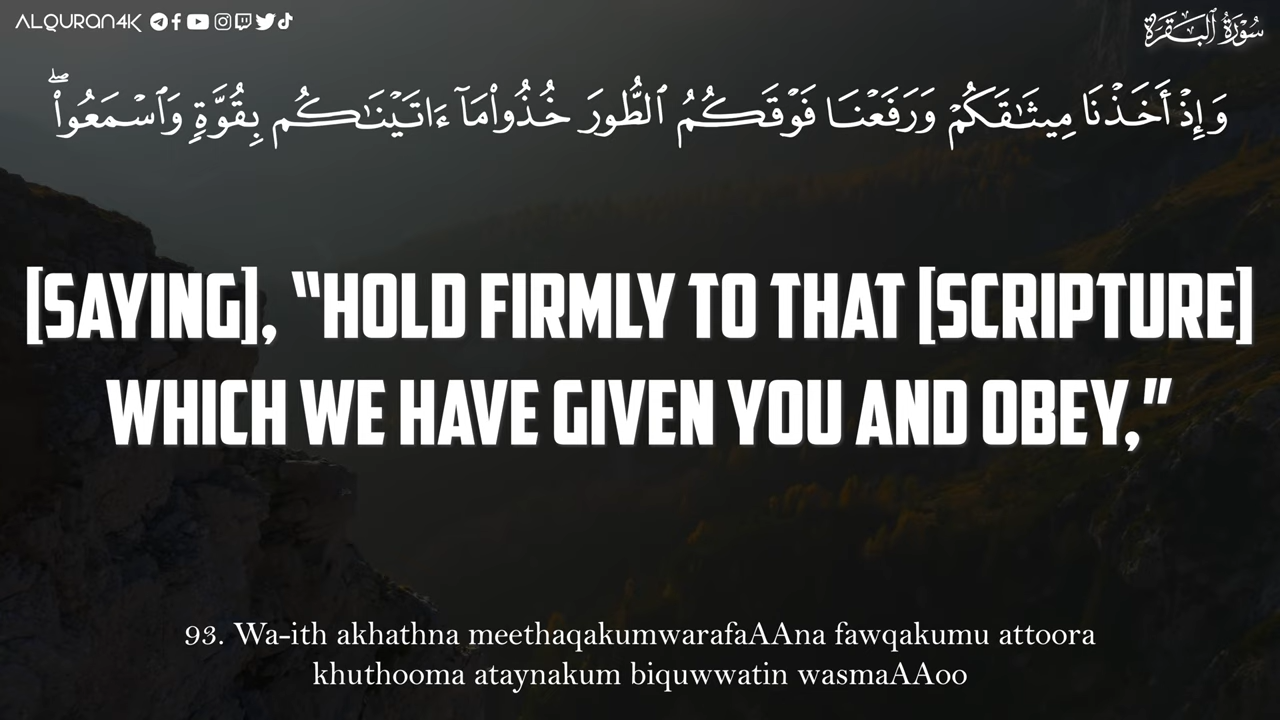 ALQURAN4K
سُورَةُ ٱلْبَقَرَةِ
وَإِذْ أَخَذْنَا مِيثَـٰقَكُمْ وَرَفَعْنَا فَوْقَكُمُ ٱلطُّورَ خُذُوا۟ مَآ ءَاتَيْنَـٰكُم بِقُوَّةٍ وَٱسْمَعُوا۟ ۖ
[SAYING], “HOLD FIRMLY TO THAT [SCRIPTURE]
WHICH WE HAVE GIVEN YOU AND OBEY,”
93. Wa-ith akhathna meethaqakumwarafaAAna fawqakumu attoora
khuthooma ataynakum biquwwatin wasmaAAoo